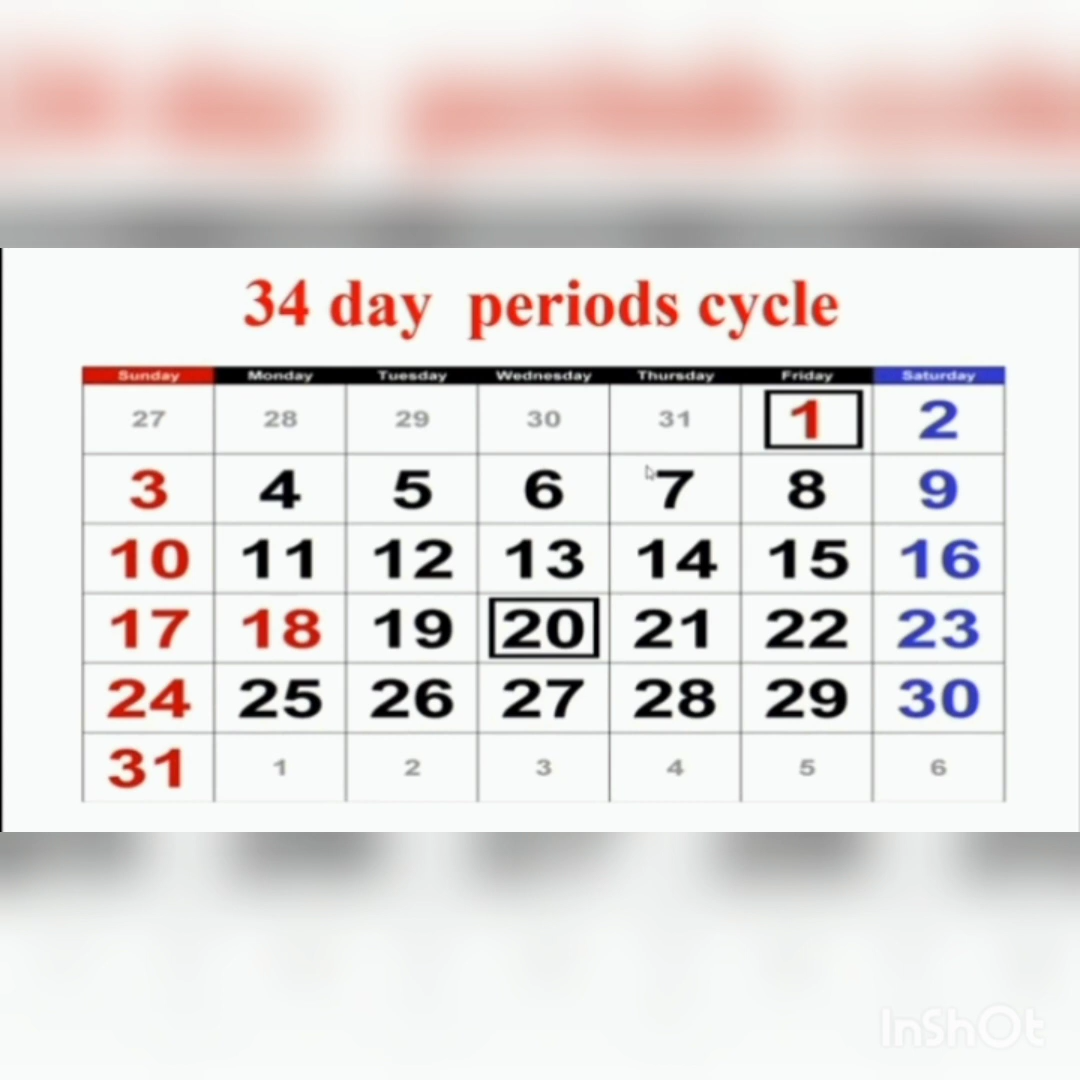 34 day periods cycle
Sunday Monday Tuesday Wednesday Thursday Friday Saturday
27 28 29 30 31 1 2
3 4 5 6 7 8 9
10 11 12 13 14 15 16
17 18 19 20 21 22 23
24 25 26 27 28 29 30
31 1 2 3 4 5 6
InShOt